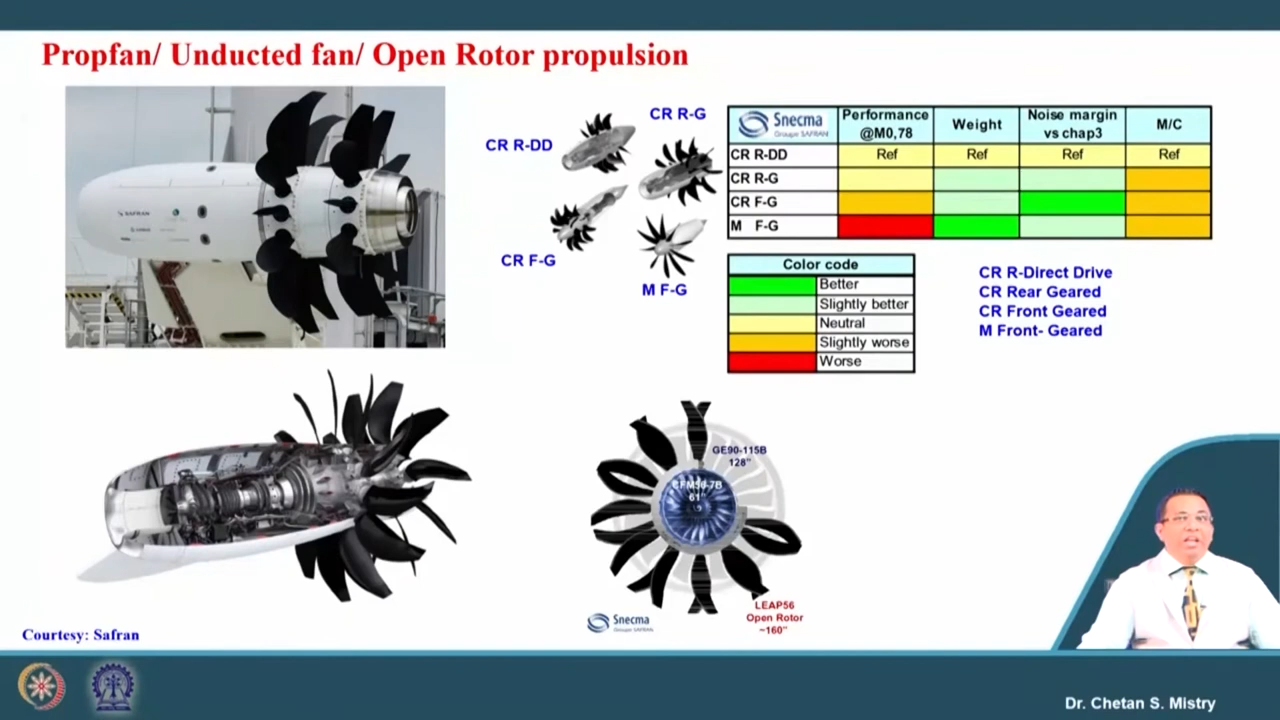 Propfan/ Unducted fan/ Open Rotor propulsion
SAFRAN
CR R-DD
CR R-G
CR F-G
M F-G
Snecma
Groupe SAFRAN
Performance @M0,78
Weight
Noise margin vs chap3
M/C
CR R-DD Ref Ref Ref Ref
CR R-G
CR F-G
M F-G
Color code
Better
Slightly better
Neutral
Slightly worse
Worse
CR R-Direct Drive
CR Rear Geared
CR Front Geared
M Front- Geared
GE90-115B
128"
CFM56-7B
61"
LEAP56
Open Rotor
~160"
Snecma
Groupe SAFRAN
Courtesy: Safran
Dr. Chetan S. Mistry